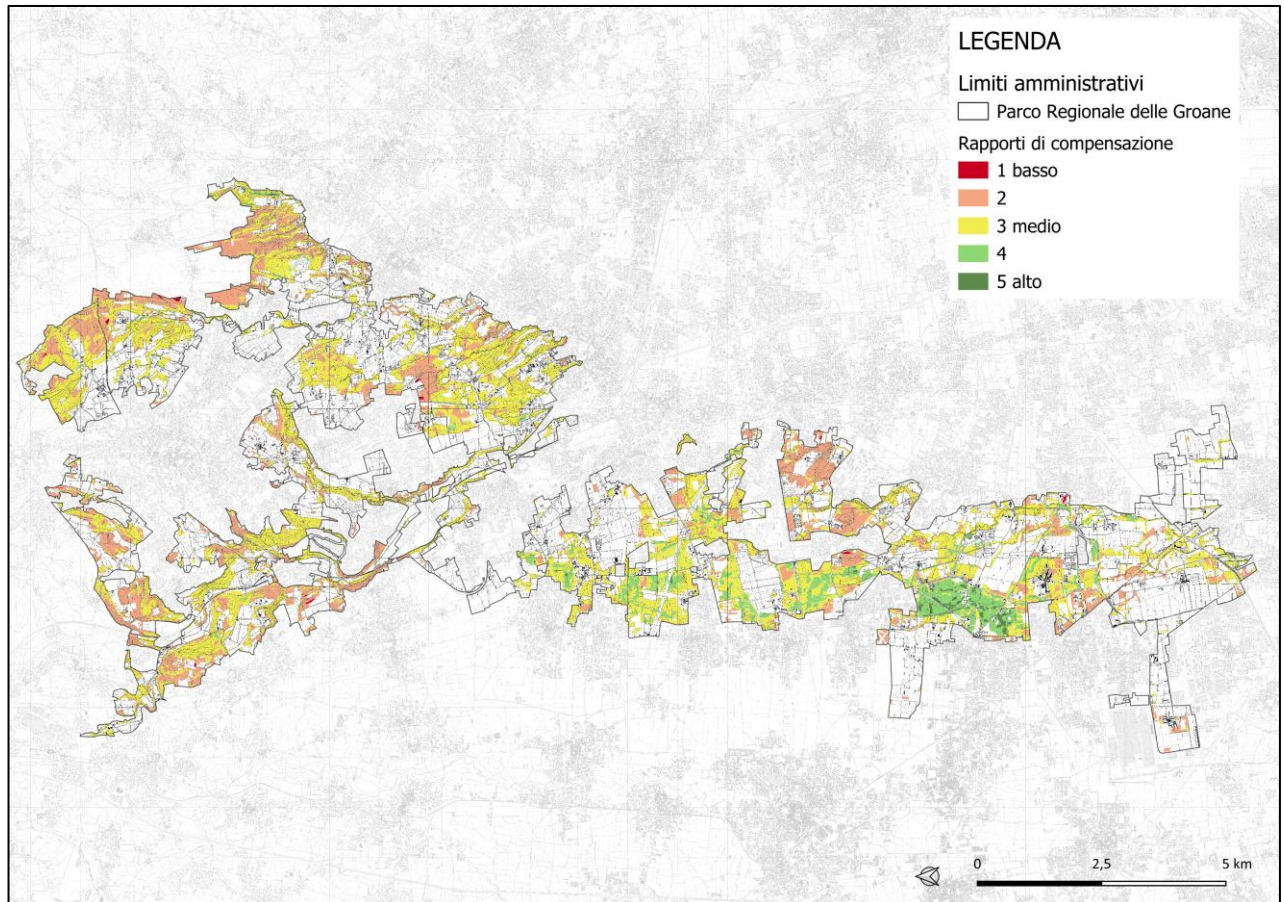 LEGENDA
Limiti amministrativi
Parco Regionale delle Groane
Rapporti di compensazione
1 basso
2
3 medio
4
5 alto
0 2,5 5 km